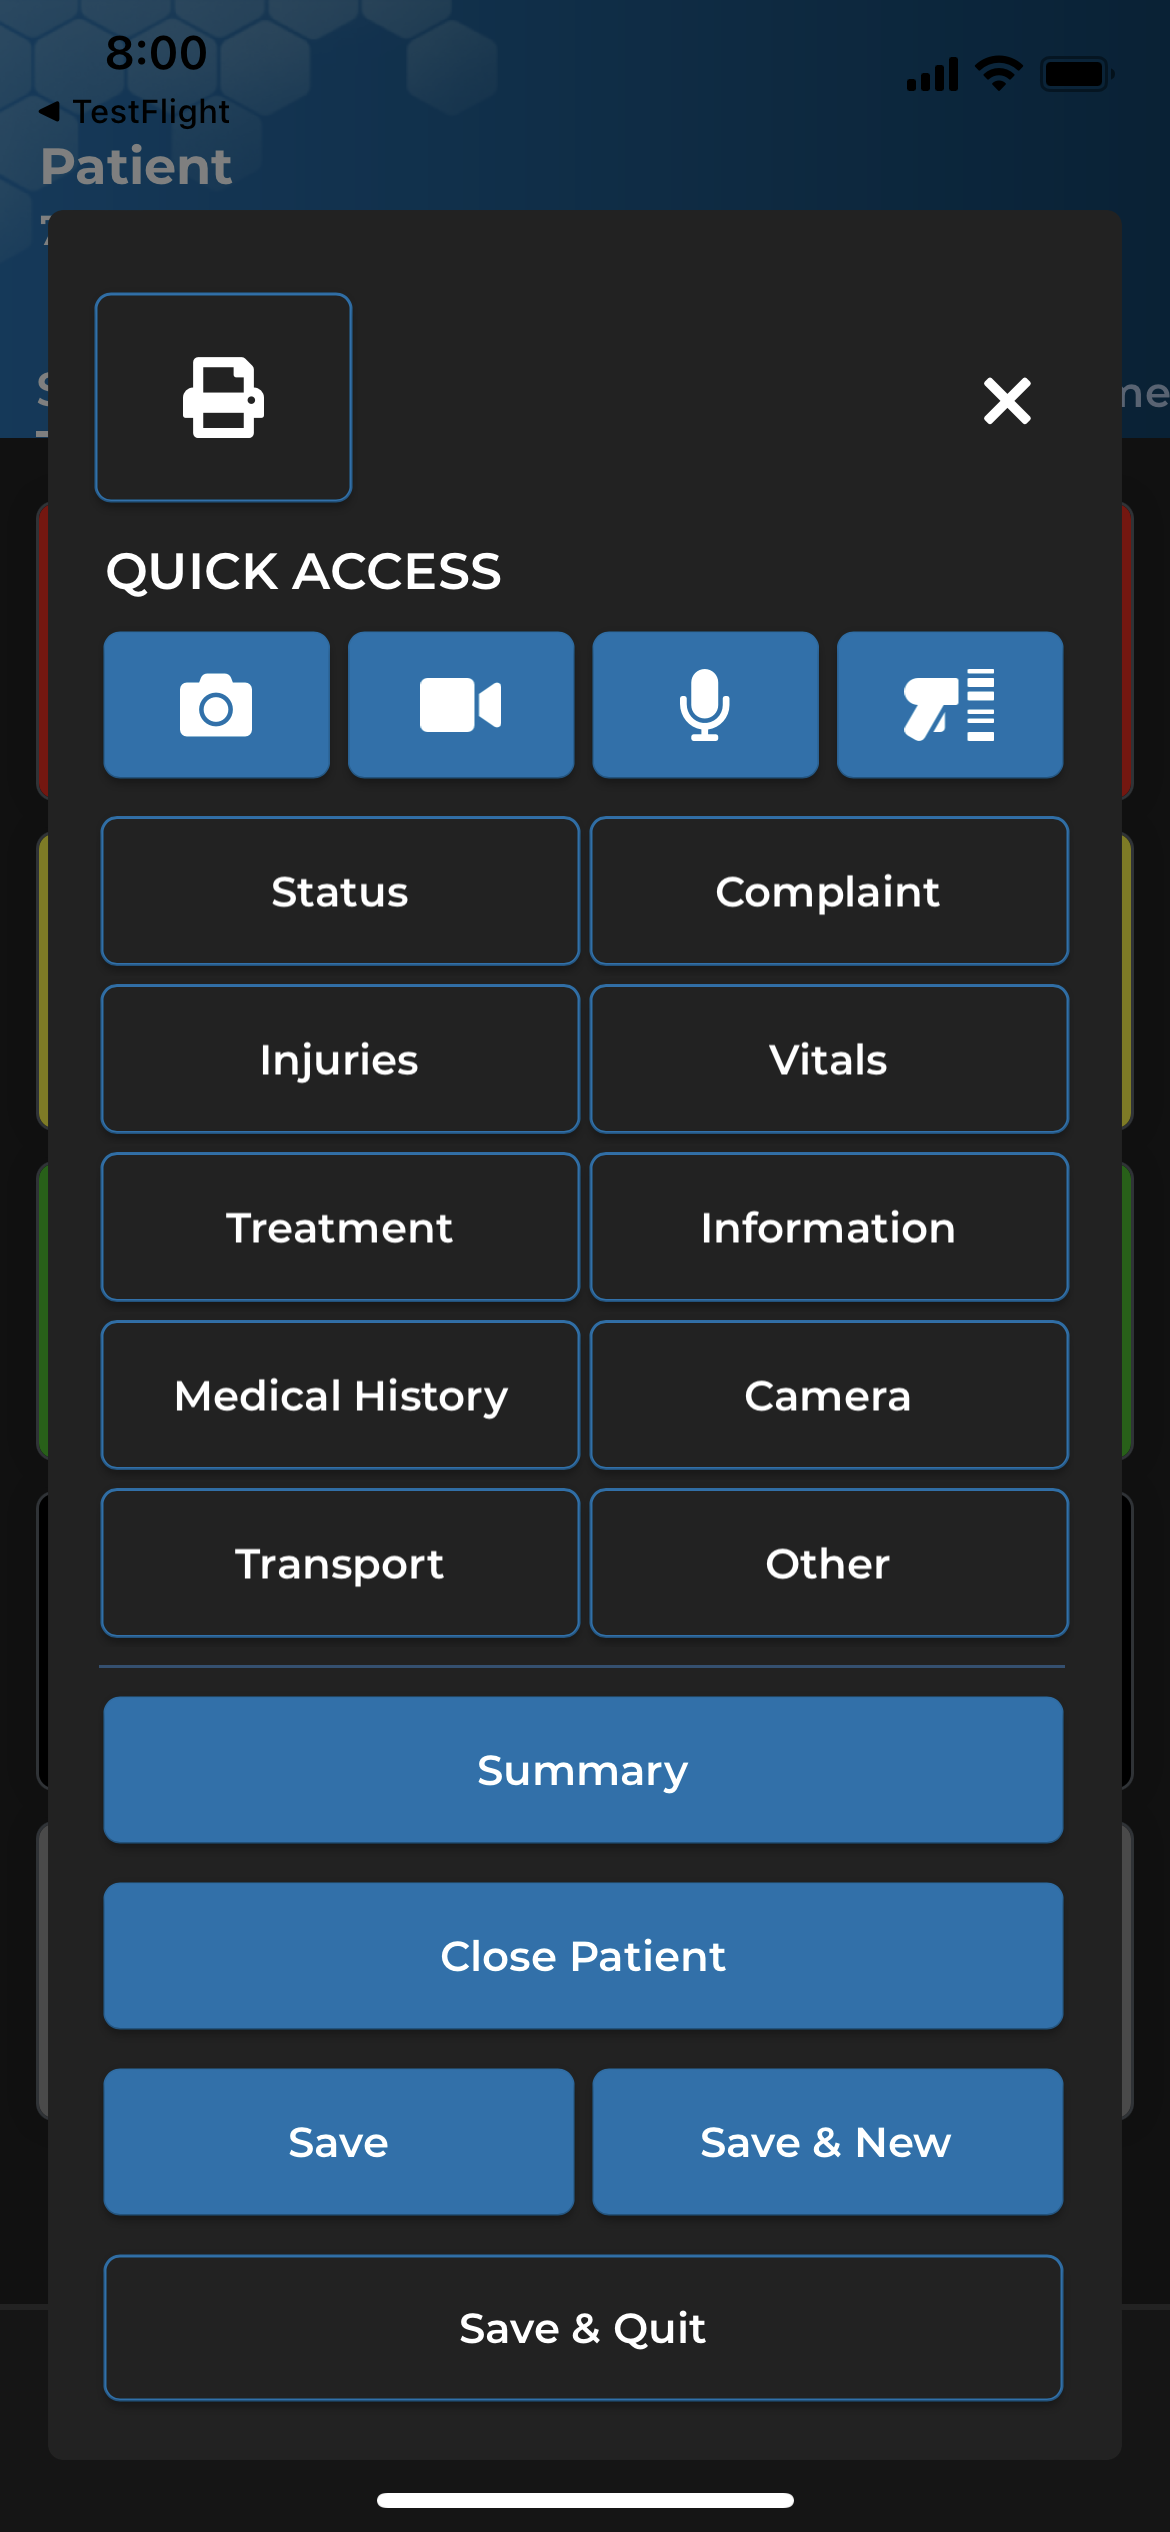 8:00
TestFlight
Patient
QUICK ACCESS
Status
Complaint
Injuries
Vitals
Treatment
Information
Medical History
Camera
Transport
Other
Summary
Close Patient
Save
Save & New
Save & Quit